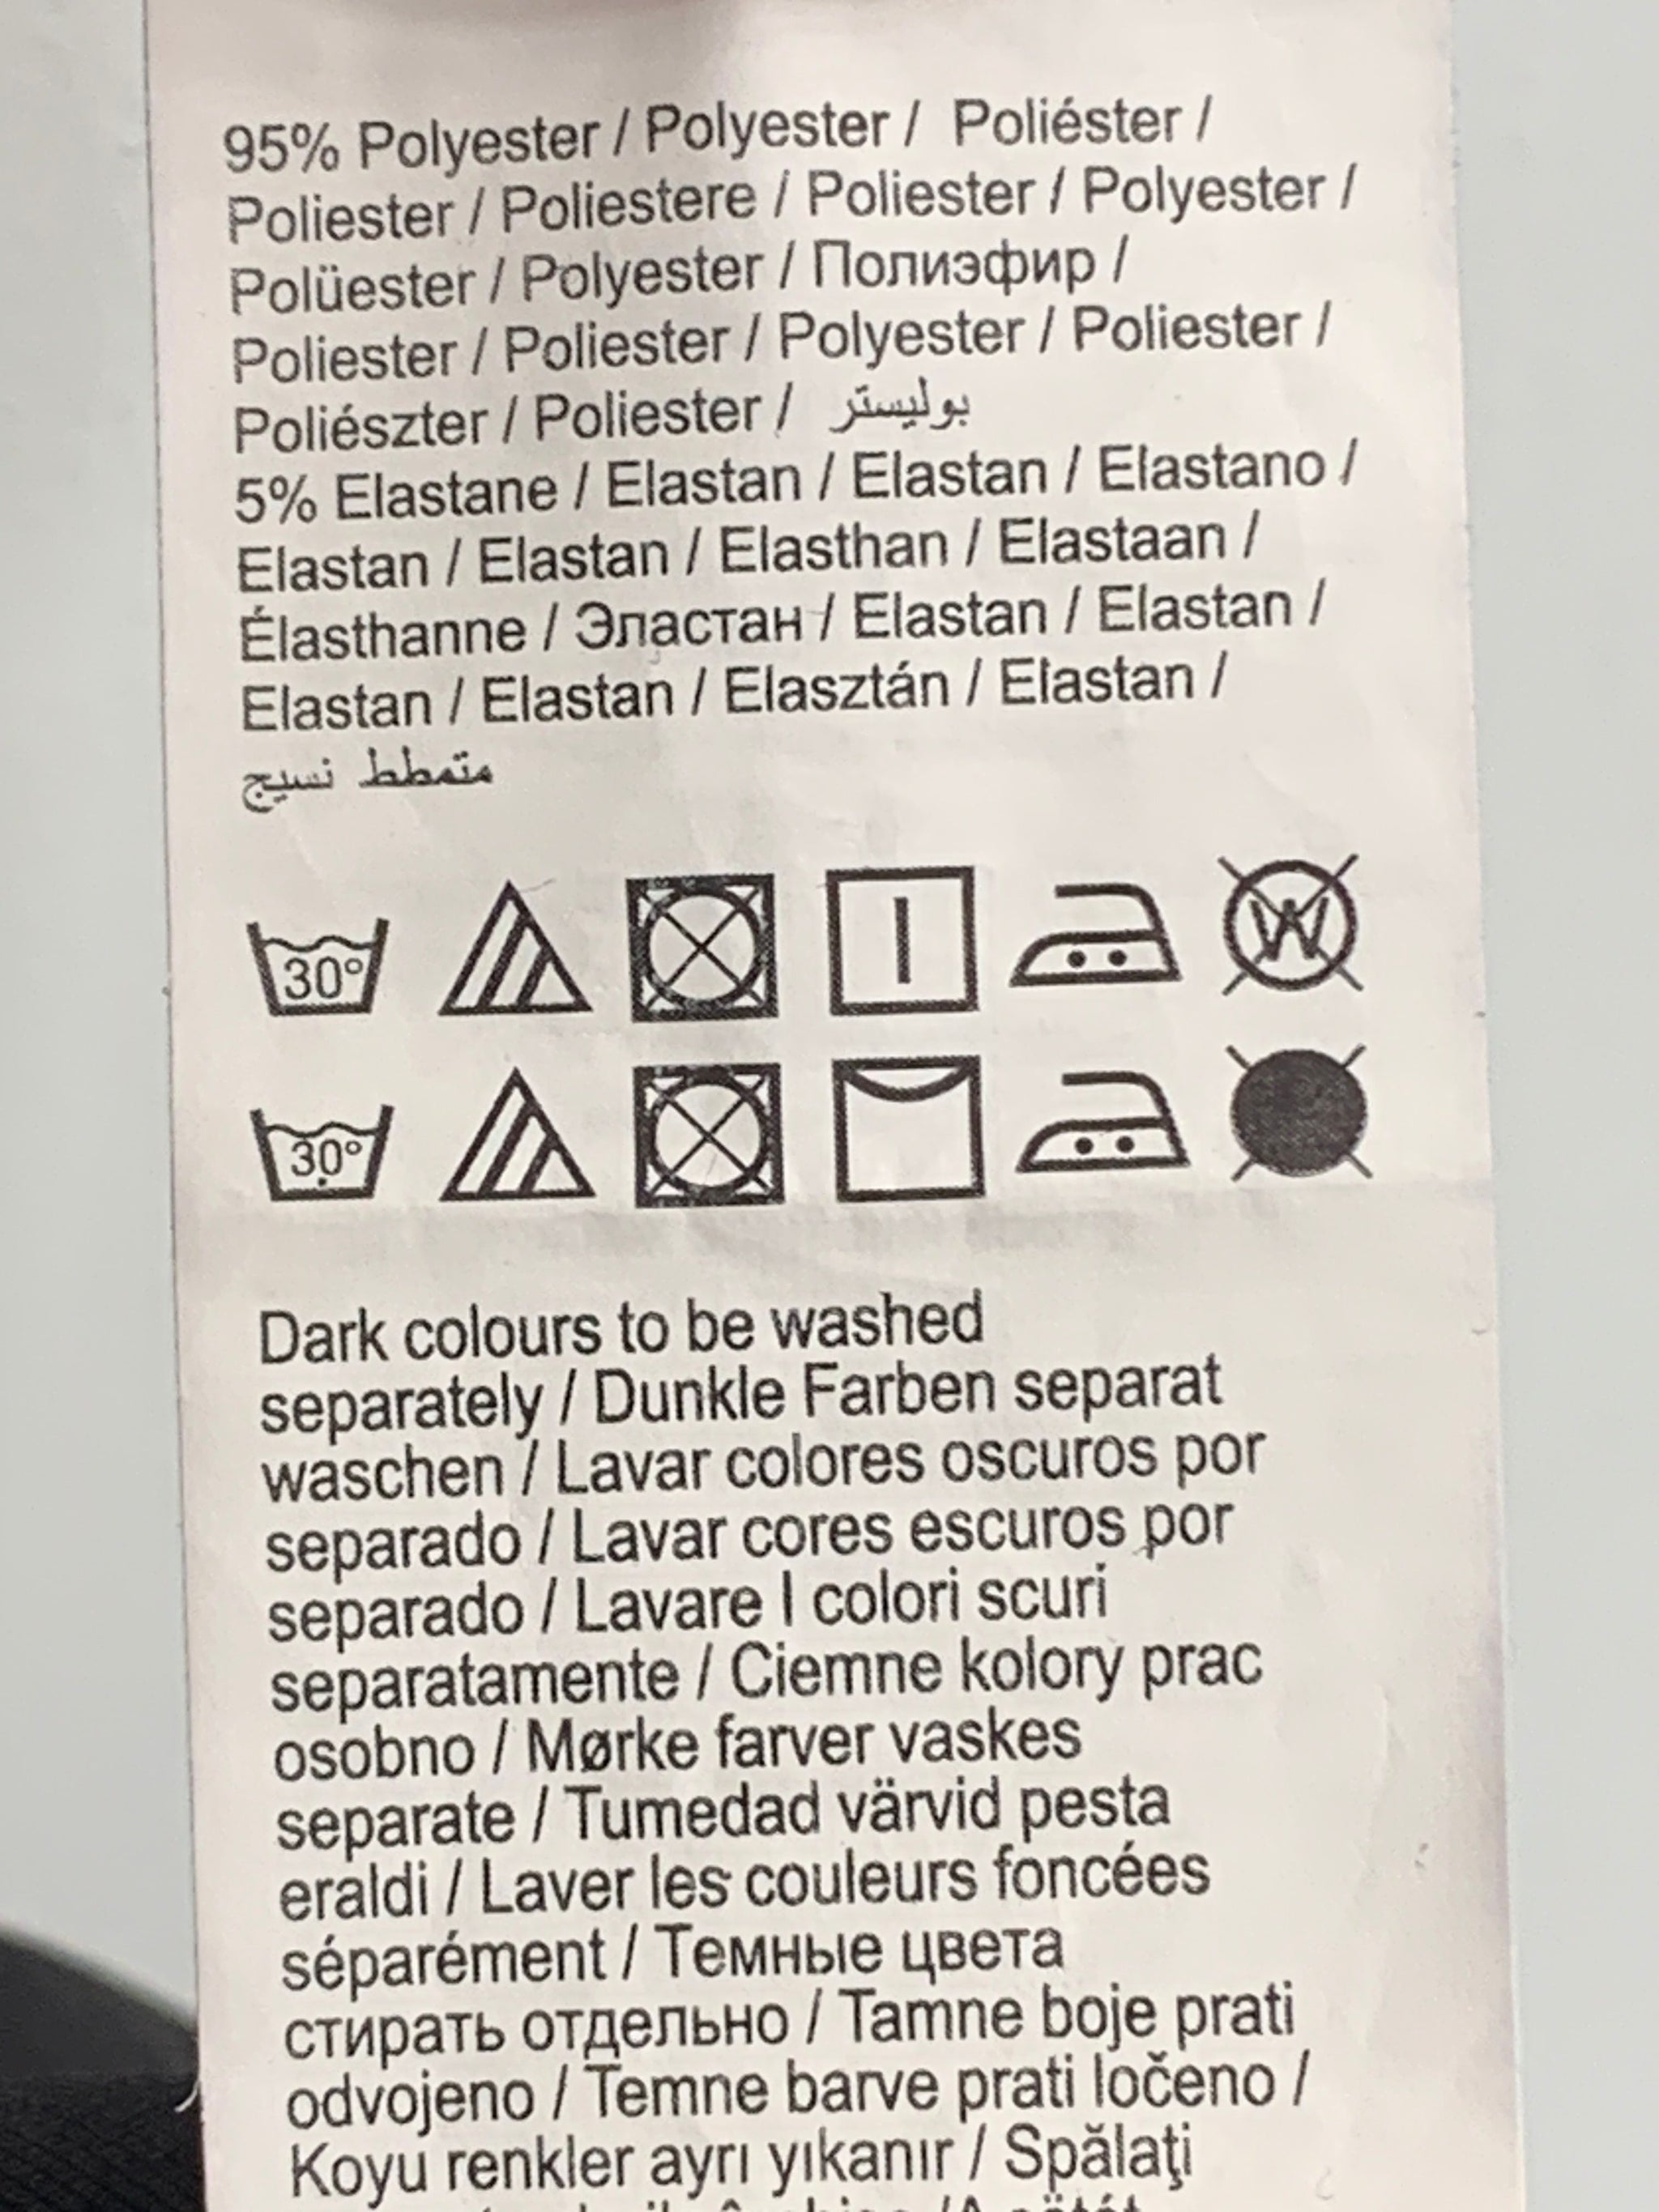 95% Polyester / Polyester / Poliéster /
Poliester / Poliestere / Poliester / Polyester /
Polüester / Polyester / Полиэфир /
Poliester / Poliester / Polyester / Poliester /
Poliészter / Poliester / بوليستر
5% Elastane / Elastan / Elastan / Elastano /
Elastan / Elastan / Elasthan / Elastaan /
Élasthanne / Эластан / Elastan / Elastan /
Elastan / Elastan / Elasztán / Elastan /
متمطط نسيج
30° W
30°
Dark colours to be washed
separately / Dunkle Farben separat
waschen / Lavar colores oscuros por
separado / Lavar cores escuros por
separado / Lavare I colori scuri
separatamente / Ciemne kolory prac
osobno / Mørke farver vaskes
separate / Tumedad värvid pesta
eraldi / Laver les couleurs foncées
séparément / Темные цвета
стирать отдельно / Tamne boje prati
odvojeno / Temne barve prati ločeno /
Koyu renkler ayrı yıkanır / Spălaţi